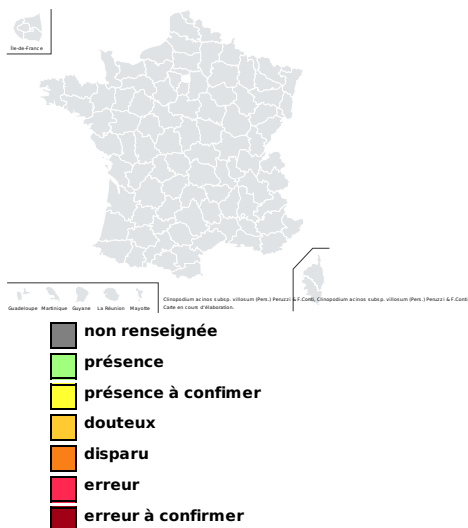 Île-de-France
Guadeloupe Martinique Guyane La Réunion Mayotte
Clinopodium acinos subsp. villosum (Pers.) Peruzzi & F.Conti, Clinopodium acinos subsp. villosum (Pers.) Peruzzi & F.Conti
Carte en cours d'élaboration.
non renseignée
présence
présence à confimer
douteux
disparu
erreur
erreur à confirmer